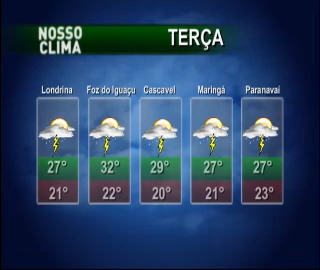 NOSSO
CLIMA
TERÇA
Londrina Foz do Iguaçu Cascavel Maringá Paranavaí
27° 32° 29° 27° 27°
21° 22° 20° 21° 23°